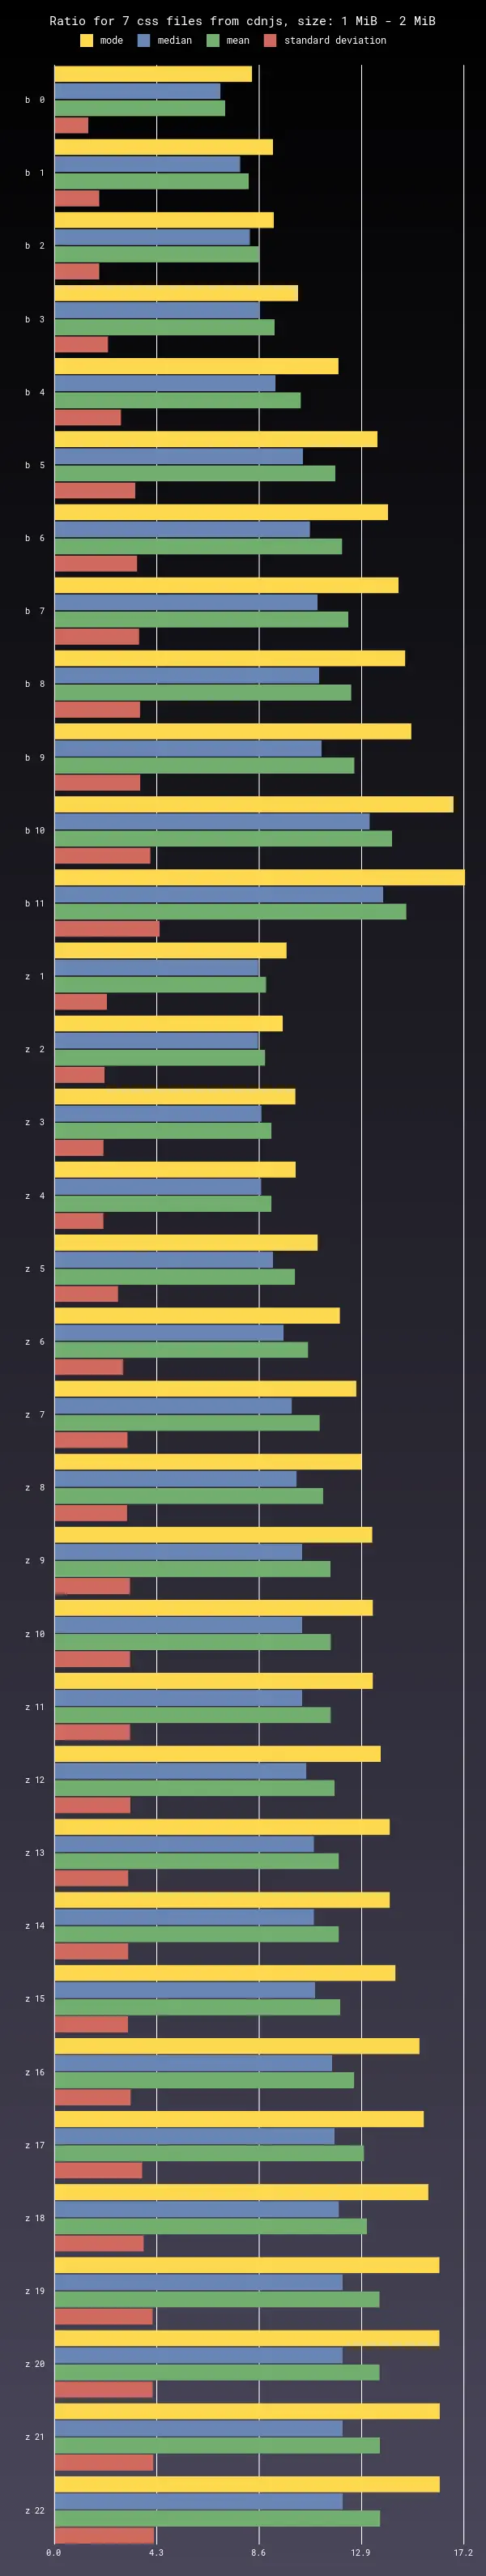 Ratio for 7 css files from cdnjs, size: 1 MiB - 2 MiB
mode median mean standard deviation
b 0
b 1
b 2
b 3
b 4
b 5
b 6
b 7
b 8
b 9
b 10
b 11
z 1
z 2
z 3
z 4
z 5
z 6
z 7
z 8
z 9
z 10
z 11
z 12
z 13
z 14
z 15
z 16
z 17
z 18
z 19
z 20
z 21
z 22
0.0 4.3 8.6 12.9 17.2